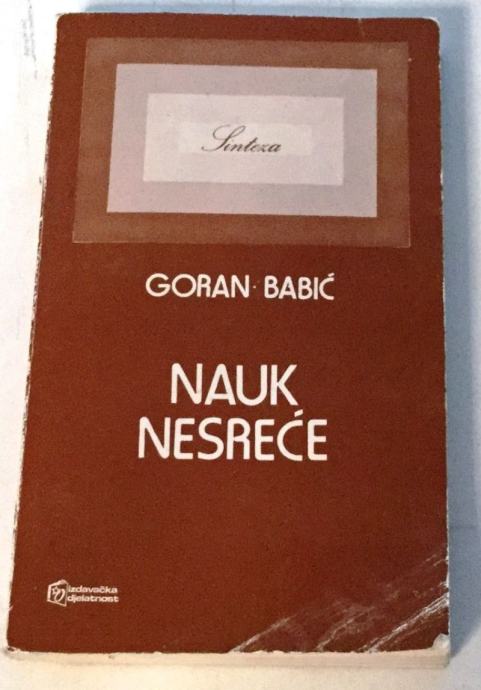 Sinteza
GORAN BABIĆ
NAUK
NESREĆE
izdavačka
djelatnost